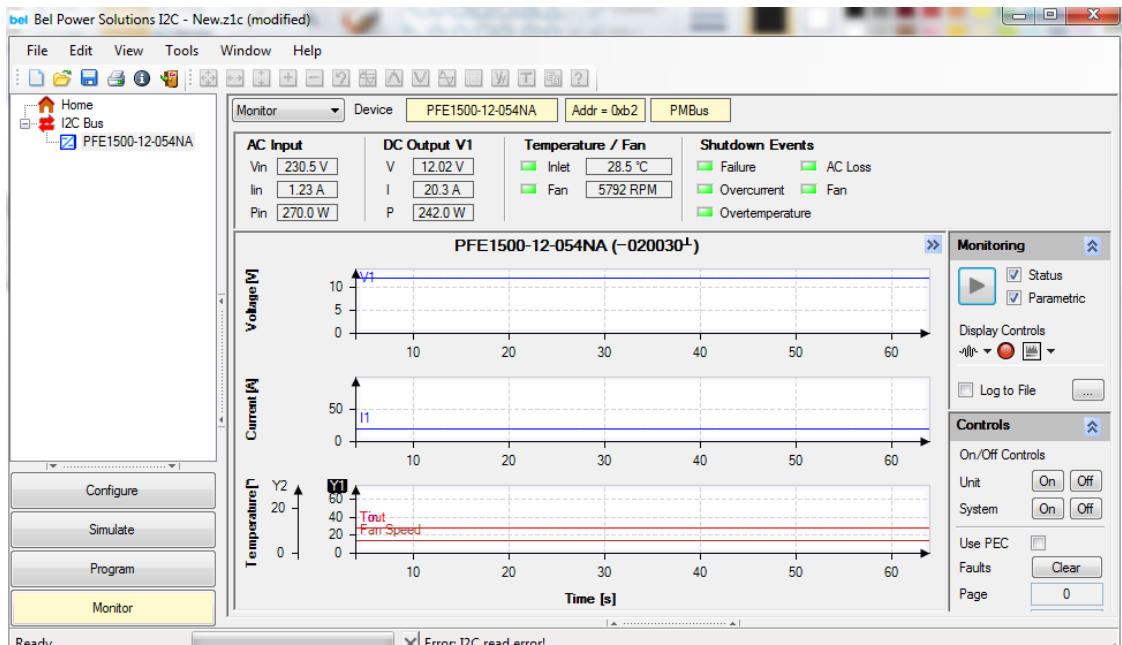 bel Bel Power Solutions I2C - New.z1c (modified)
File Edit View Tools Window Help
Home
I2C Bus
PFE1500-12-054NA
Configure
Simulate
Program
Monitor
Monitor Device PFE1500-12-054NA Addr = 0xb2 PMBus
AC Input DC Output V1 Temperature / Fan Shutdown Events
Vin 230.5 V V 12.02 V Inlet 28.5 °C Failure AC Loss
Iin 1.23 A I 20.3 A Fan 5792 RPM Overcurrent Fan
Pin 270.0 W P 242.0 W Overtemperature
PFE1500-12-054NA (−020030┴)
Voltage [V]
V1
10
5
0
10 20 30 40 50 60
Current [A]
50
I1
0
10 20 30 40 50 60
Y2 Y1
60
20 40
20 Fan Speed
0 0
10 20 30 40 50 60
Time [s]
Monitoring
Status
Parametric
Display Controls
Log to File ...
Controls
On/Off Controls
Unit On Off
System On Off
Use PEC
Faults Clear
Page 0
Ready Error: I2C read error!